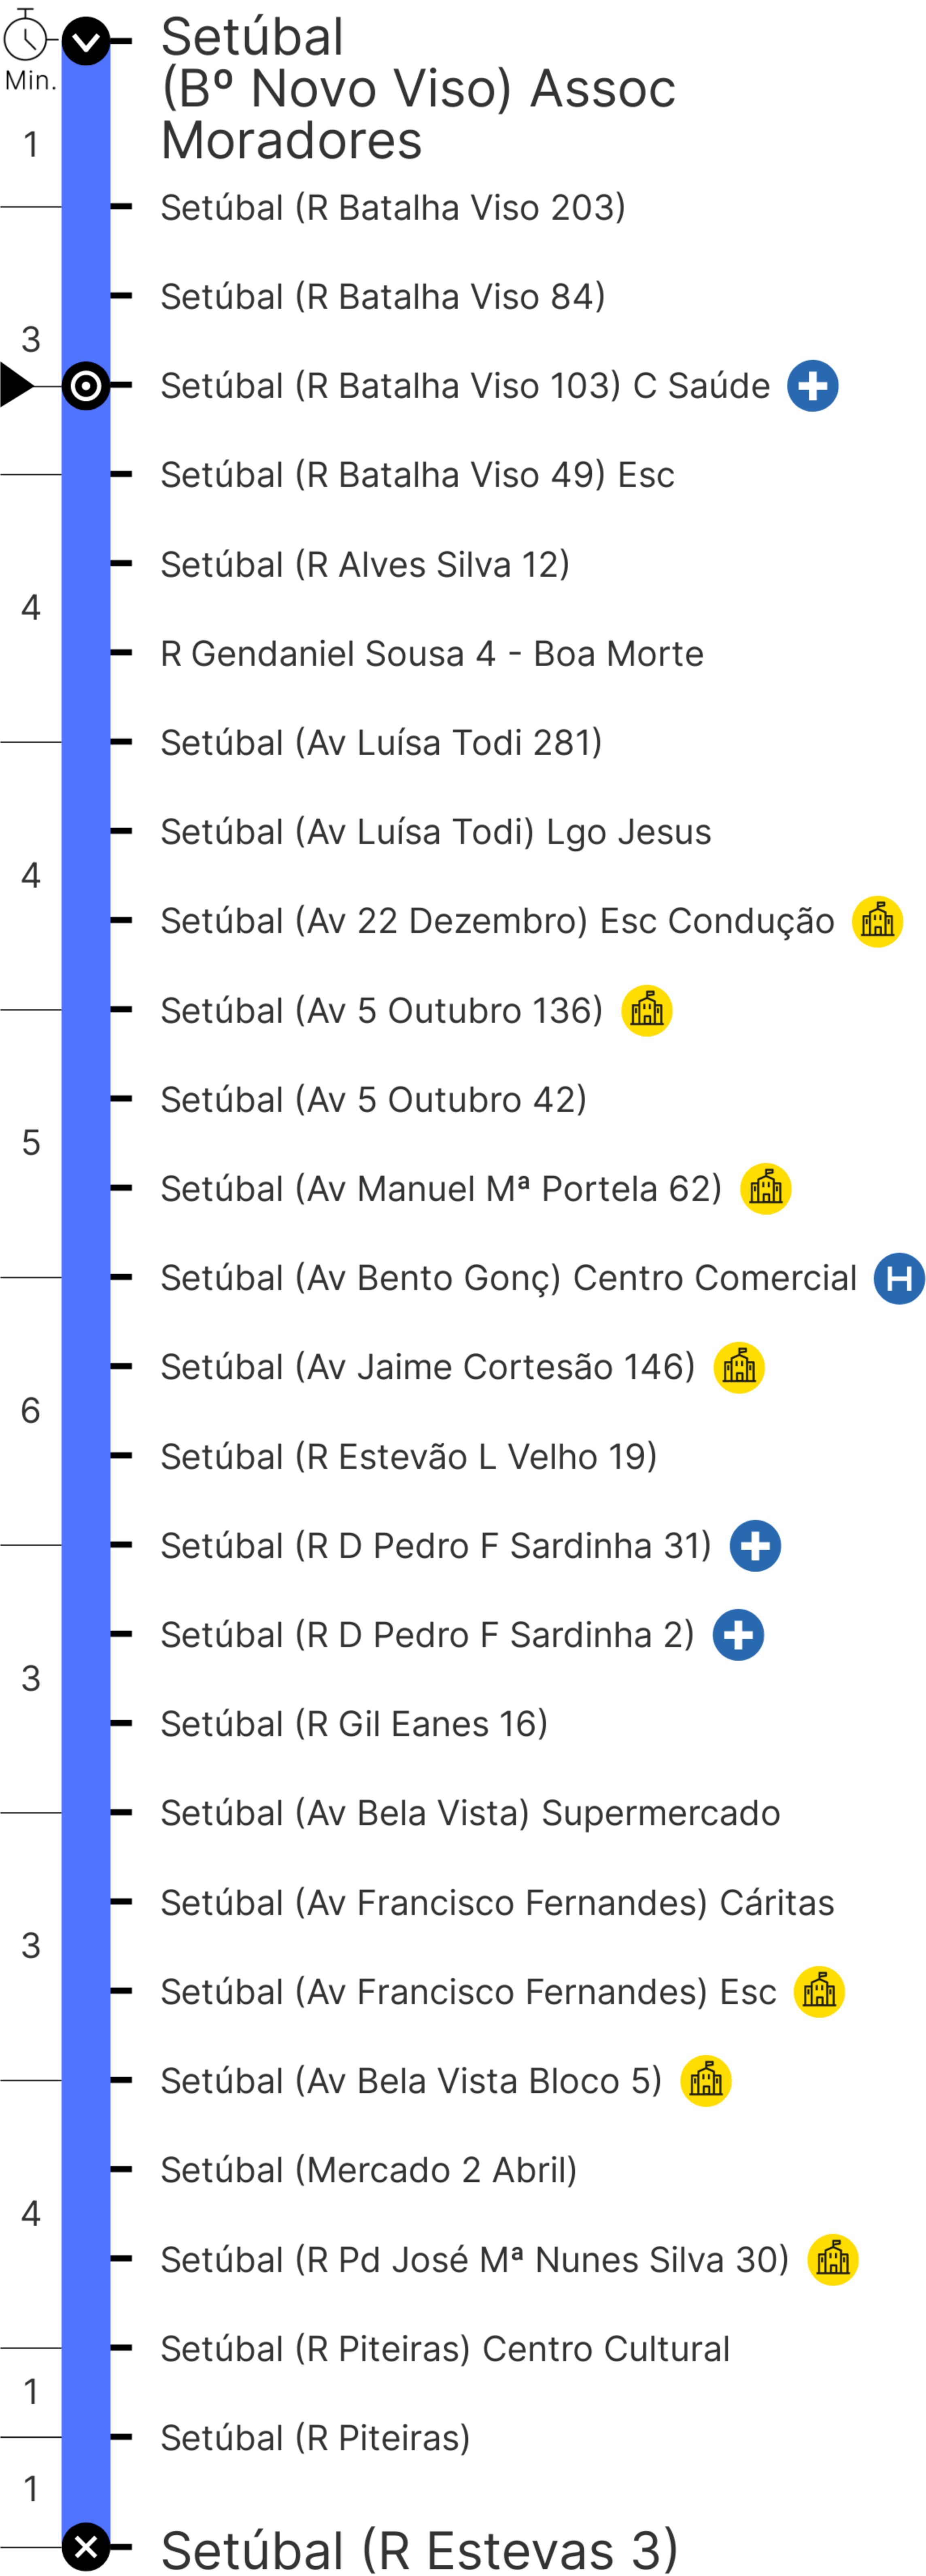 Setúbal
(Bº Novo Viso) Assoc
Moradores
Min.
1
Setúbal (R Batalha Viso 203)
Setúbal (R Batalha Viso 84)
3
Setúbal (R Batalha Viso 103) C Saúde
Setúbal (R Batalha Viso 49) Esc
Setúbal (R Alves Silva 12)
4
R Gendaniel Sousa 4 - Boa Morte
Setúbal (Av Luísa Todi 281)
Setúbal (Av Luísa Todi) Lgo Jesus
4
Setúbal (Av 22 Dezembro) Esc Condução
Setúbal (Av 5 Outubro 136)
Setúbal (Av 5 Outubro 42)
5
Setúbal (Av Manuel Mª Portela 62)
Setúbal (Av Bento Gonç) Centro Comercial H
Setúbal (Av Jaime Cortesão 146)
6
Setúbal (R Estevão L Velho 19)
Setúbal (R D Pedro F Sardinha 31)
Setúbal (R D Pedro F Sardinha 2)
3
Setúbal (R Gil Eanes 16)
Setúbal (Av Bela Vista) Supermercado
Setúbal (Av Francisco Fernandes) Cáritas
3
Setúbal (Av Francisco Fernandes) Esc
Setúbal (Av Bela Vista Bloco 5)
Setúbal (Mercado 2 Abril)
4
Setúbal (R Pd José Mª Nunes Silva 30)
Setúbal (R Piteiras) Centro Cultural
1
Setúbal (R Piteiras)
1
Setúbal (R Estevas 3)